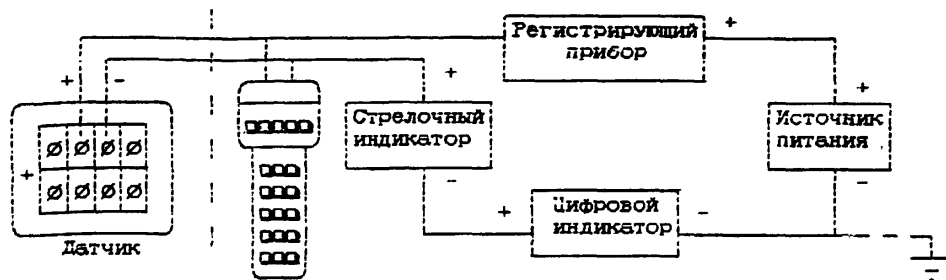 Регистрирующий
прибор
+
+
+
-
+
Стрелочный
индикатор
Источник
питания
+
-
-
+
Цифровой
индикатор
-
Датчик